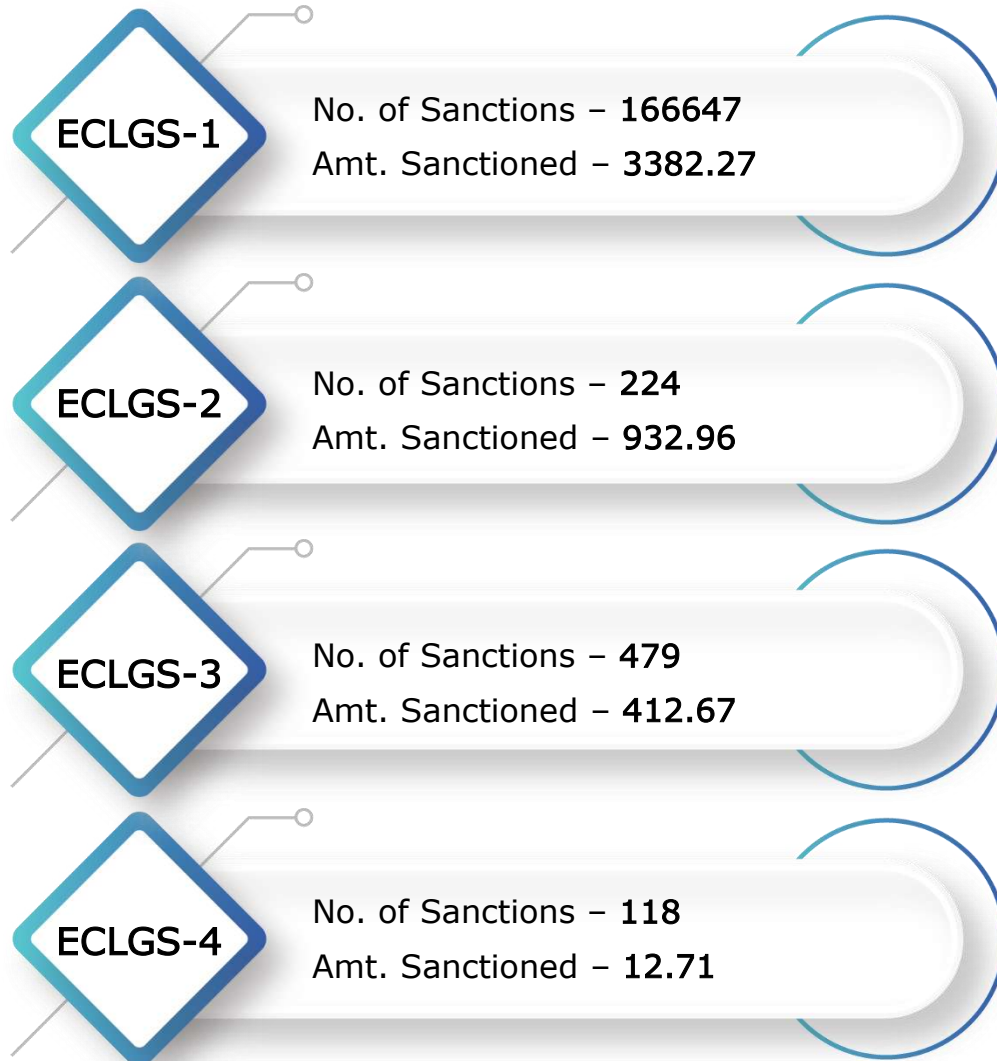 ECLGS-1
No. of Sanctions – 166647
Amt. Sanctioned – 3382.27
ECLGS-2
No. of Sanctions – 224
Amt. Sanctioned – 932.96
ECLGS-3
No. of Sanctions – 479
Amt. Sanctioned – 412.67
ECLGS-4
No. of Sanctions – 118
Amt. Sanctioned – 12.71